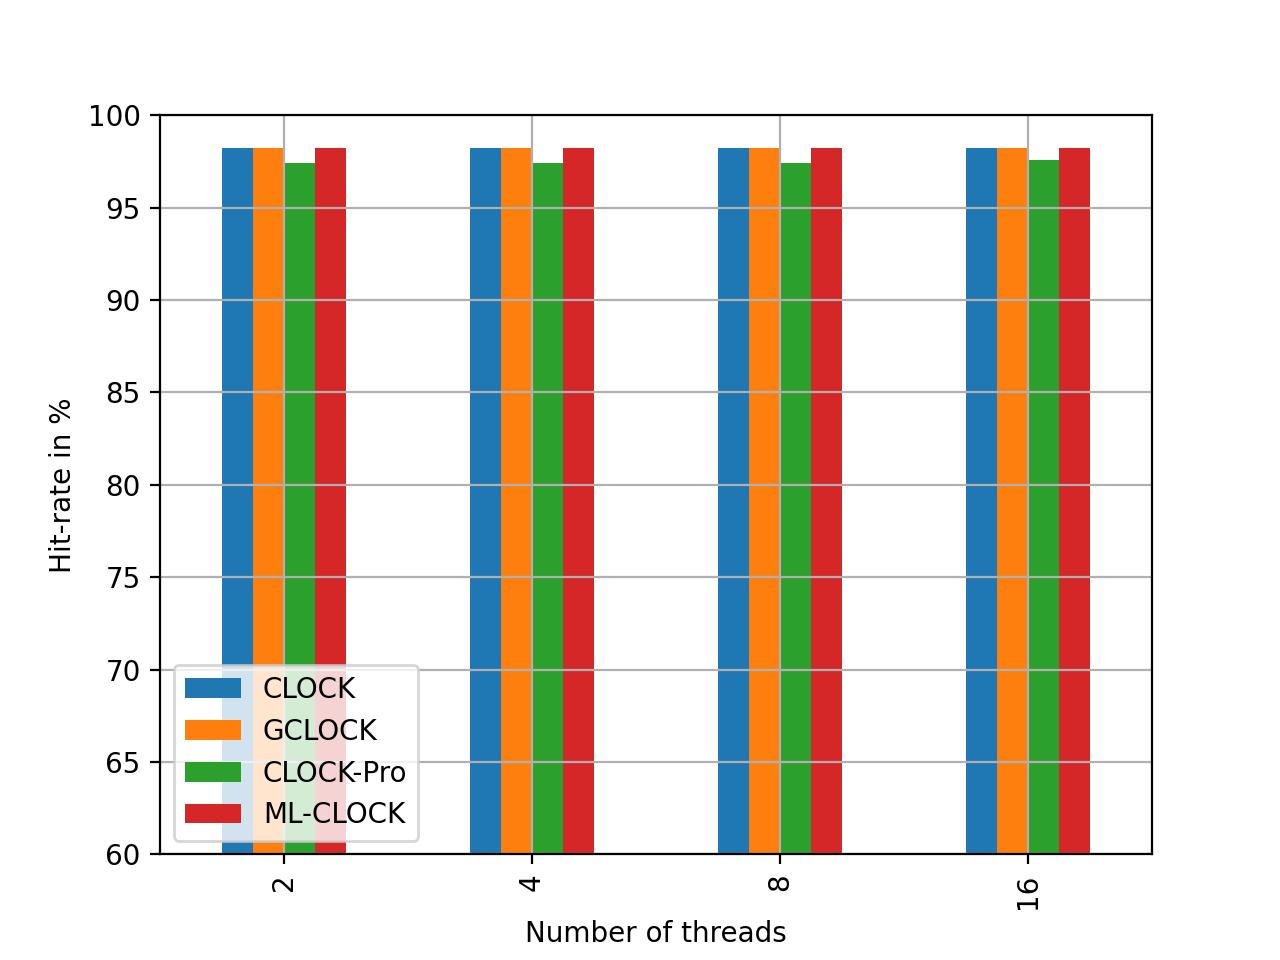 100
95
90
85
80
75
70
65
60
Hit-rate in %
CLOCK
GCLOCK
CLOCK-Pro
ML-CLOCK
2
4
8
16
Number of threads